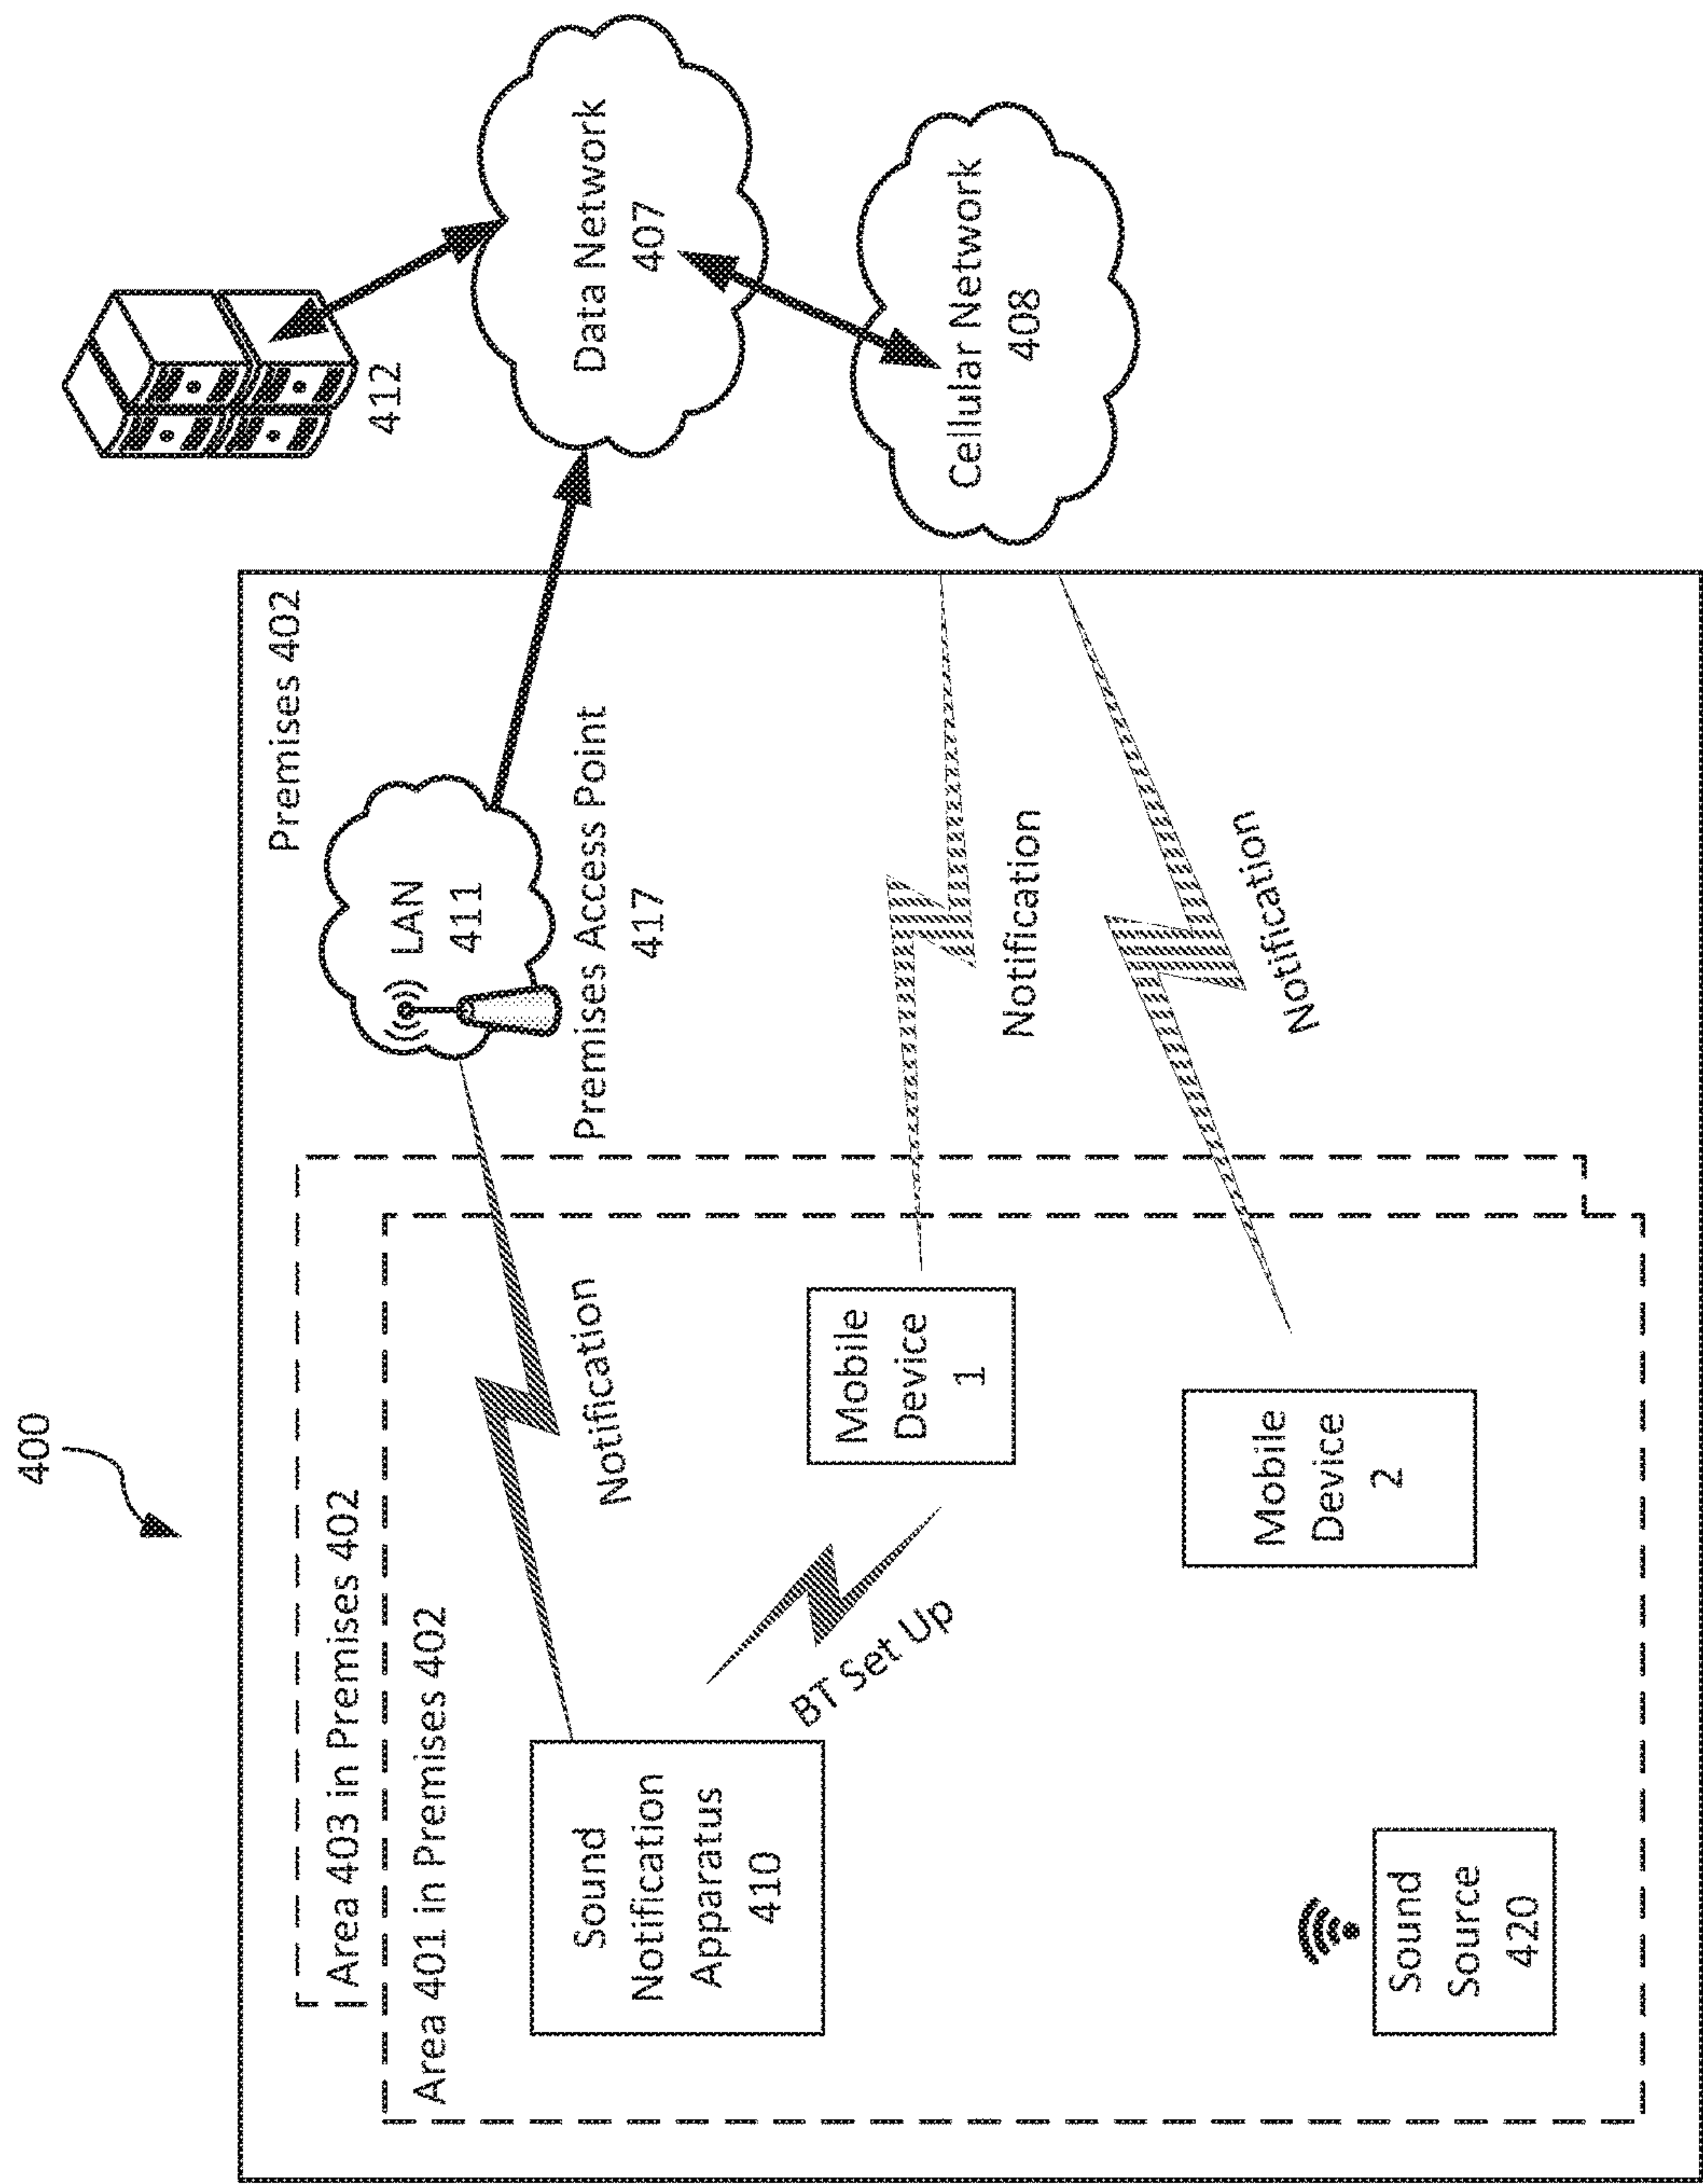 400
Premises 402
Area 403 in Premises 402
Area 401 in Premises 402
412
LAN
411
Premises Access Point
417
Data Network
407
Cellular Network
408
Sound
Notification
Apparatus
410
Notification
BT Set Up
Mobile
Device
1
Notification
Mobile
Device
2
Notification
Sound
Source
420